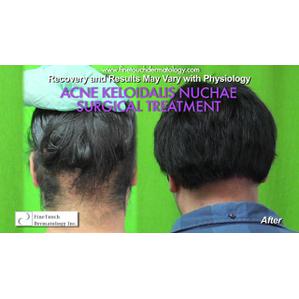 www.finetouchdermatology.com
Recovery and Results May Vary with Physiology
ACNE KELOIDALIS NUCHAE
SURGICAL TREATMENT
FineTouch
Dermatology Inc.
After